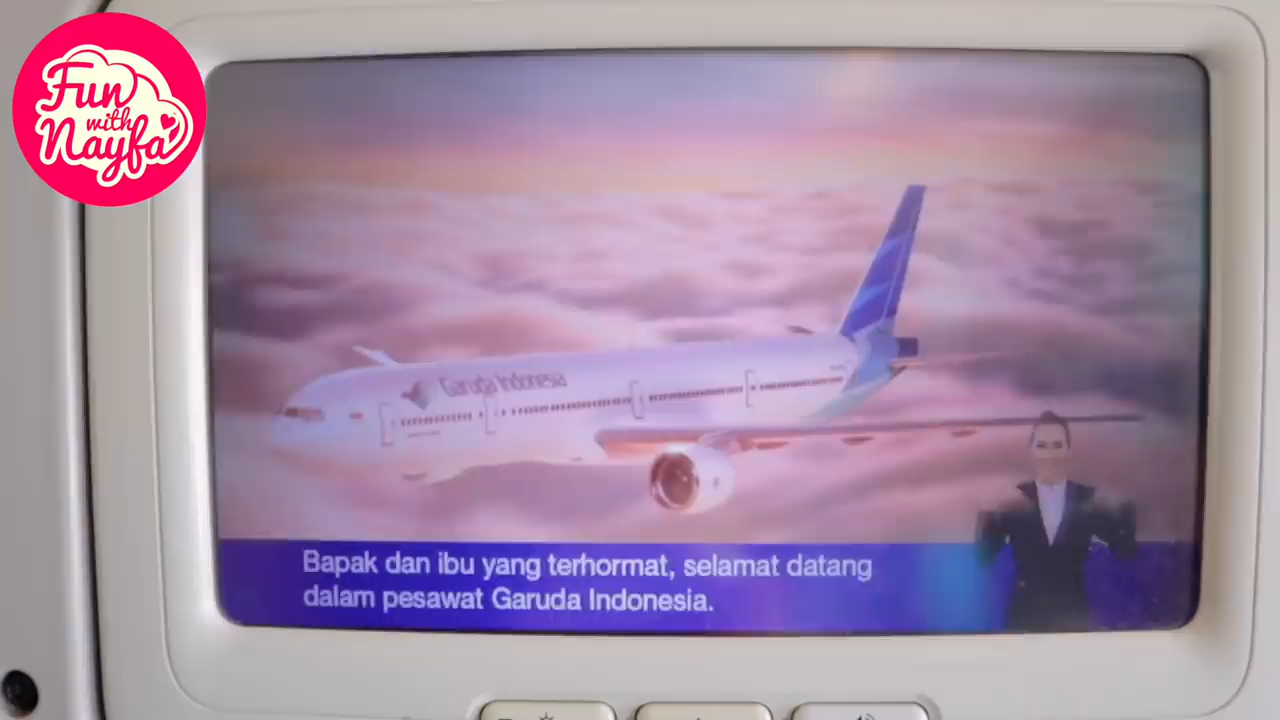 Fun
with
Nayfa
Garuda Indonesia
Bapak dan ibu yang terhormat, selamat datang
dalam pesawat Garuda Indonesia.